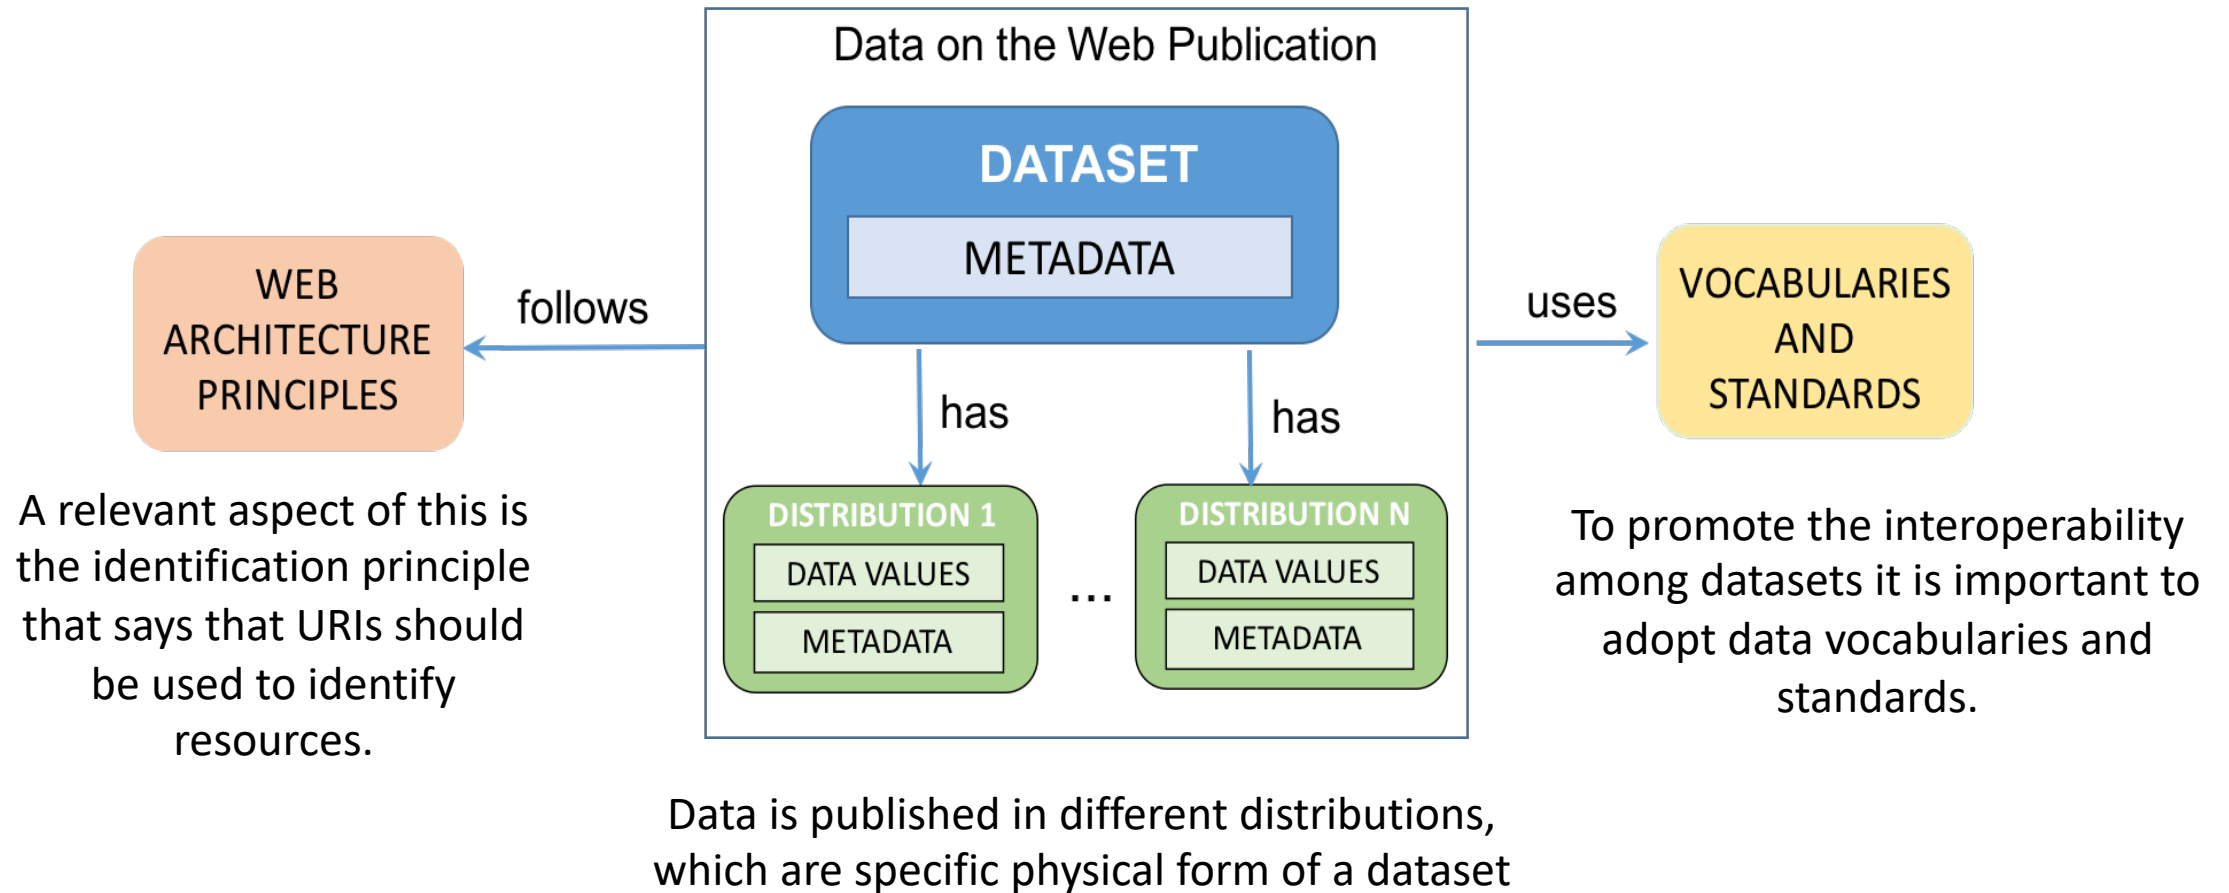 Data on the Web Publication
DATASET
METADATA
WEB
ARCHITECTURE
PRINCIPLES
follows
uses
VOCABULARIES
AND
STANDARDS
has
has
DISTRIBUTION 1
DATA VALUES
METADATA
...
DISTRIBUTION N
DATA VALUES
METADATA
A relevant aspect of this is
the identification principle
that says that URIs should
be used to identify
resources.
To promote the interoperability
among datasets it is important to
adopt data vocabularies and
standards.
Data is published in different distributions,
which are specific physical form of a dataset